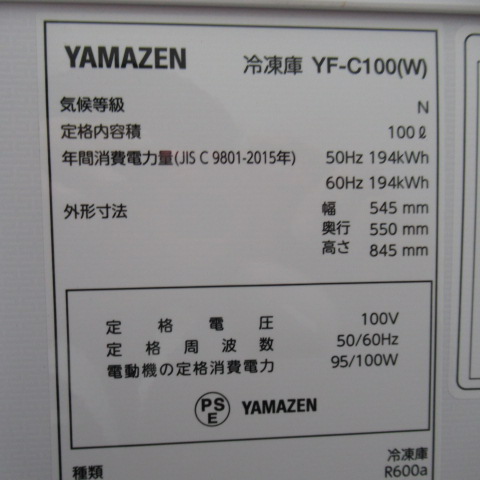 YAMAZEN 冷凍庫 YF-C100(W)
気候等級 N
定格内容積 100ℓ
年間消費電力量(JIS C 9801-2015年) 50Hz 194kWh
60Hz 194kWh
外形寸法 幅 545 mm
奥行 550 mm
高さ 845 mm
定格電圧 100V
定格周波数 50/60Hz
電動機の定格消費電力 95/100W
PS
E YAMAZEN
冷凍庫
種類 R600a